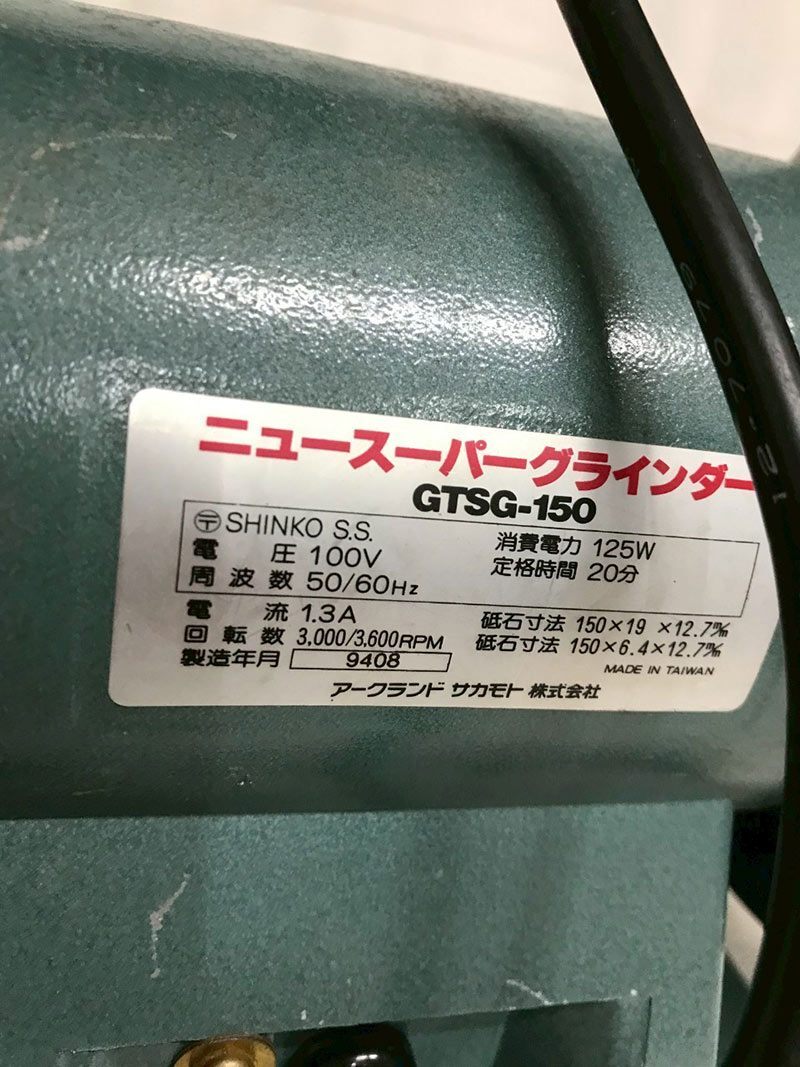 ニュースーパーグラインダー
GTSG-150
〶SHINKO S.S.
電圧 100V
周波数 50/60Hz
消費電力 125W
定格時間 20分
電流 1.3A
回転数 3,000/3,600RPM
製造年月 9408
砥石寸法 150×19 ×12.7㎜
砥石寸法 150×6.4×12.7㎜
MADE IN TAIWAN
アークランド サカモト 株式会社